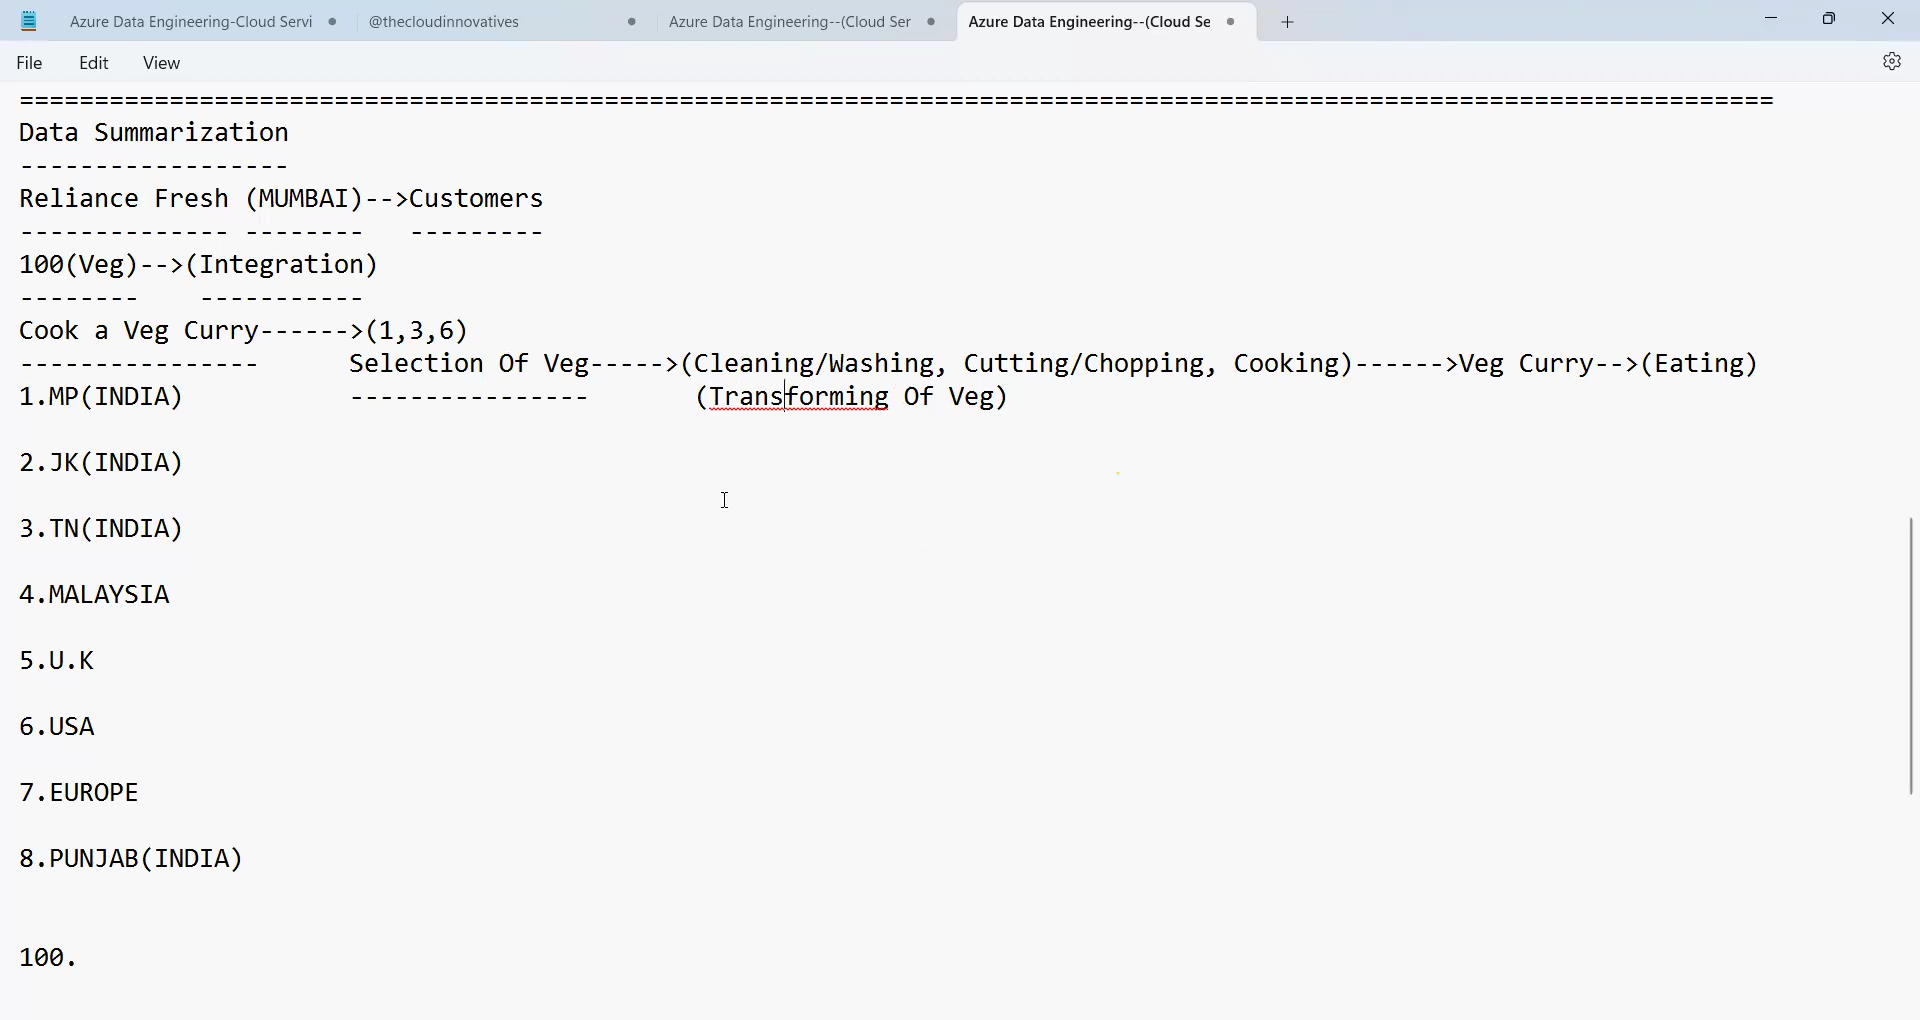 Azure Data Engineering-Cloud Servi
@thecloudinnovatives
Azure Data Engineering--(Cloud Ser
Azure Data Engineering--(Cloud Se
File Edit View
=====================================================================================================================
Data Summarization
------------------
Reliance Fresh (MUMBAI)-->Customers
-------------- -------- ---------
100(Veg)-->(Integration)
-------- -----------
Cook a Veg Curry------>(1,3,6)
---------------- Selection Of Veg----->(Cleaning/Washing, Cutting/Chopping, Cooking)------>Veg Curry-->(Eating)
1.MP(INDIA) ---------------- (Transforming Of Veg)
2.JK(INDIA)
3.TN(INDIA)
4.MALAYSIA
5.U.K
6.USA
7.EUROPE
8.PUNJAB(INDIA)
100.